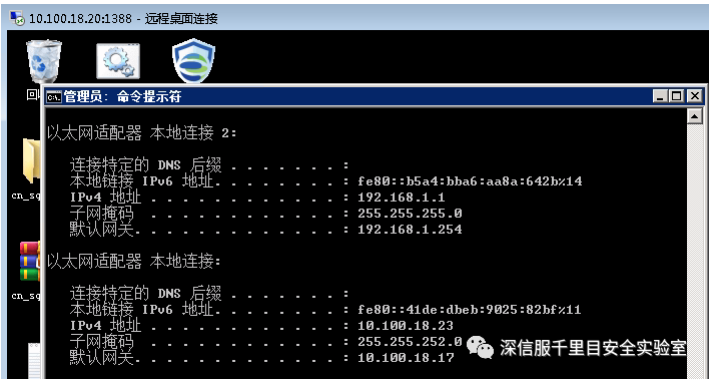 10.100.18.20:1388 - 远程桌面连接
回
管理员: 命令提示符
以太网适配器 本地连接 2:
连接特定的 DNS 后缀 . . . . . . . :
本地链接 IPv6 地址. . . . . . . . : fe80::b5a4:bba6:aa8a:642b%14
IPv4 地址 . . . . . . . . . . . . : 192.168.1.1
子网掩码 . . . . . . . . . . . . : 255.255.255.0
默认网关. . . . . . . . . . . . . : 192.168.1.254
cn_sq
以太网适配器 本地连接:
cn_sq
连接特定的 DNS 后缀 . . . . . . . :
本地链接 IPv6 地址. . . . . . . . : fe80::41de:dbeb:9025:82bf%11
IPv4 地址 . . . . . . . . . . . . : 10.100.18.23
子网掩码 . . . . . . . . . . . . : 255.255.252.0
默认网关. . . . . . . . . . . . . : 10.100.18.17
深信服千里目安全实验室